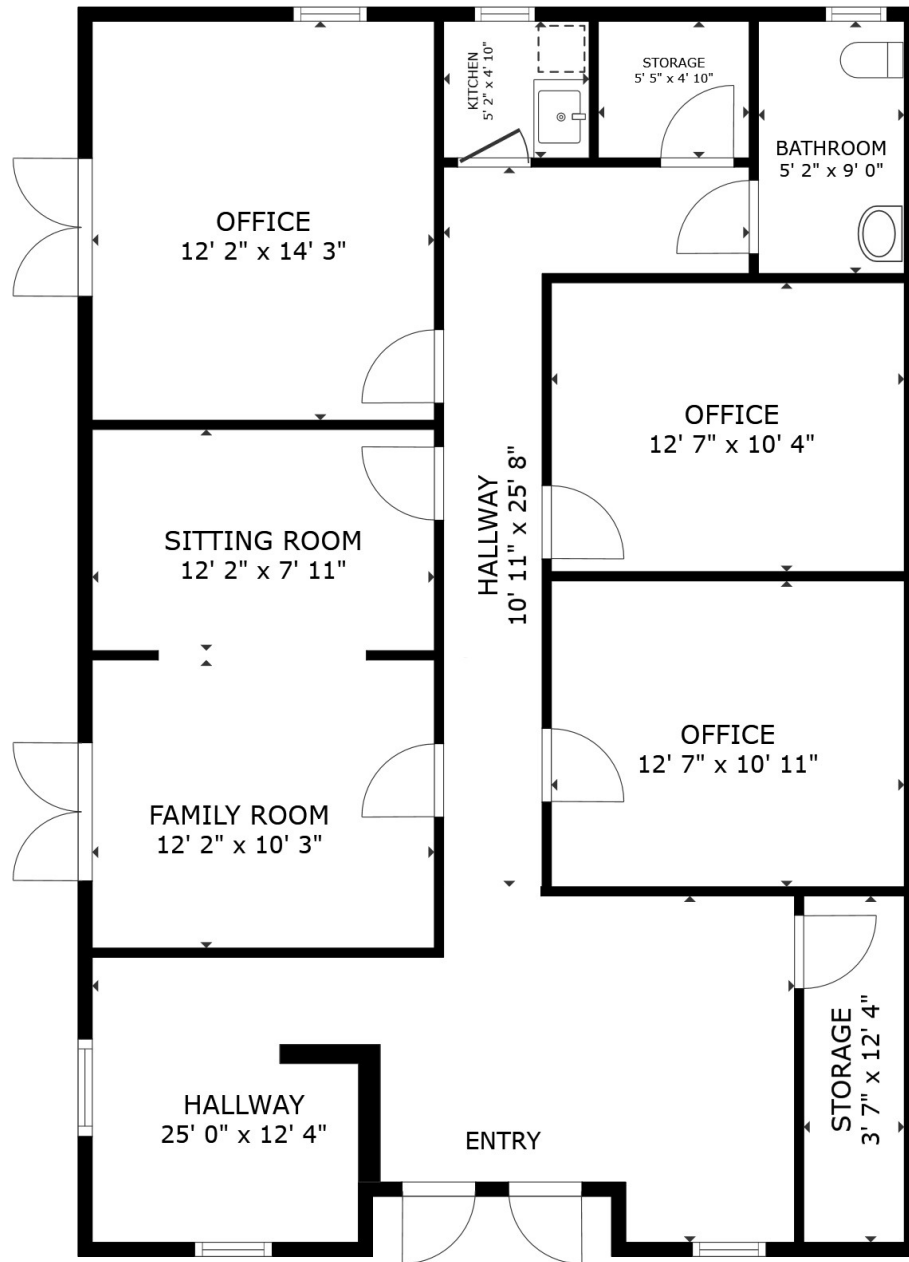 OFFICE
12' 2" x 14' 3"
KITCHEN
5' 2" x 4' 10"
STORAGE
5' 5" x 4' 10"
BATHROOM
5' 2" x 9' 0"
OFFICE
12' 7" x 10' 4"
SITTING ROOM
12' 2" x 7' 11"
HALLWAY
10' 11" x 25' 8"
OFFICE
12' 7" x 10' 11"
FAMILY ROOM
12' 2" x 10' 3"
HALLWAY
25' 0" x 12' 4"
ENTRY
STORAGE
3' 7" x 12' 4"